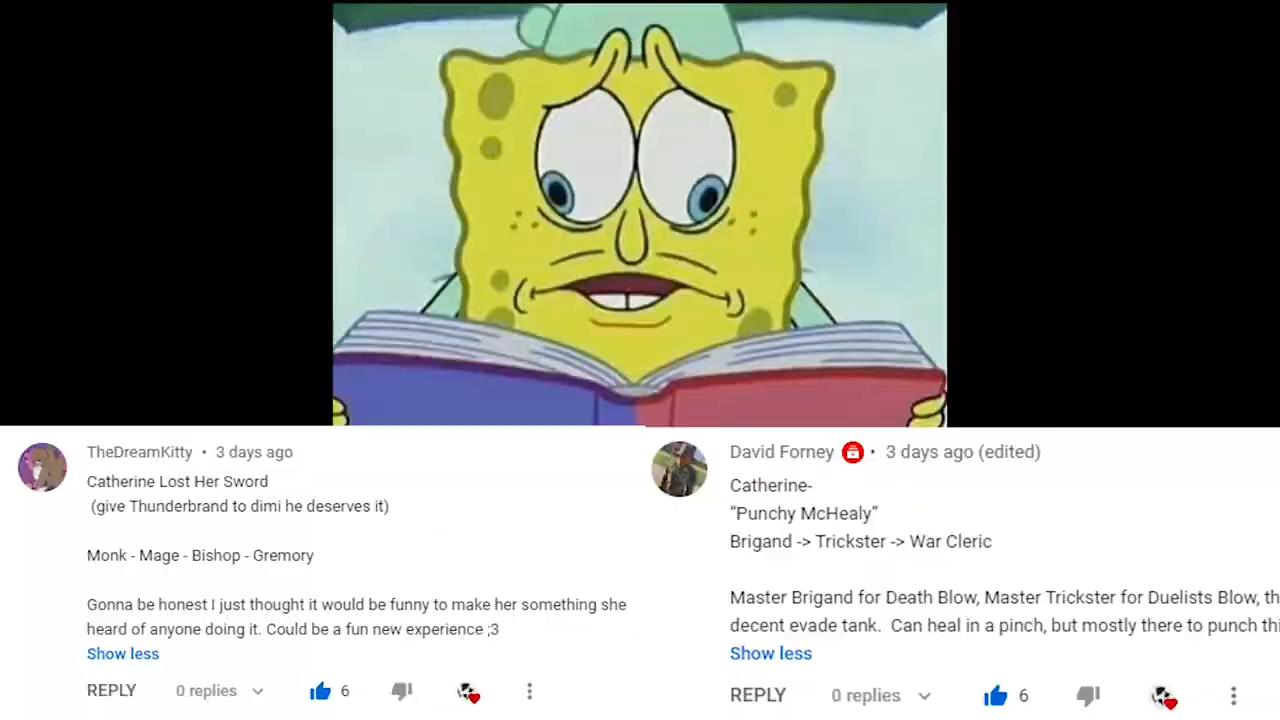 TheDreamKitty • 3 days ago
Catherine Lost Her Sword
(give Thunderbrand to dimi he deserves it)
Monk - Mage - Bishop - Gremory
Gonna be honest I just thought it would be funny to make her something she
heard of anyone doing it. Could be a fun new experience ;3
Show less
REPLY 0 replies 6
David Forney • 3 days ago (edited)
Catherine-
“Punchy McHealy”
Brigand -> Trickster -> War Cleric
Master Brigand for Death Blow, Master Trickster for Duelists Blow, th
decent evade tank. Can heal in a pinch, but mostly there to punch thi
Show less
REPLY 0 replies 6